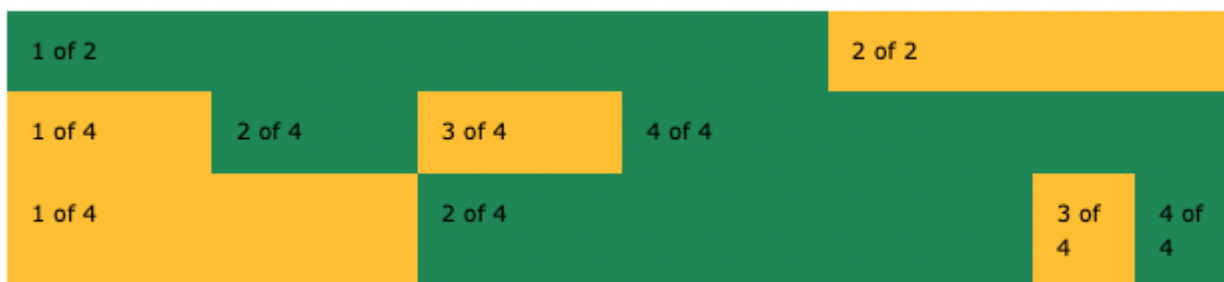 1 of 2 2 of 2
1 of 4 2 of 4 3 of 4 4 of 4
1 of 4 2 of 4 3 of 4 of
4 4